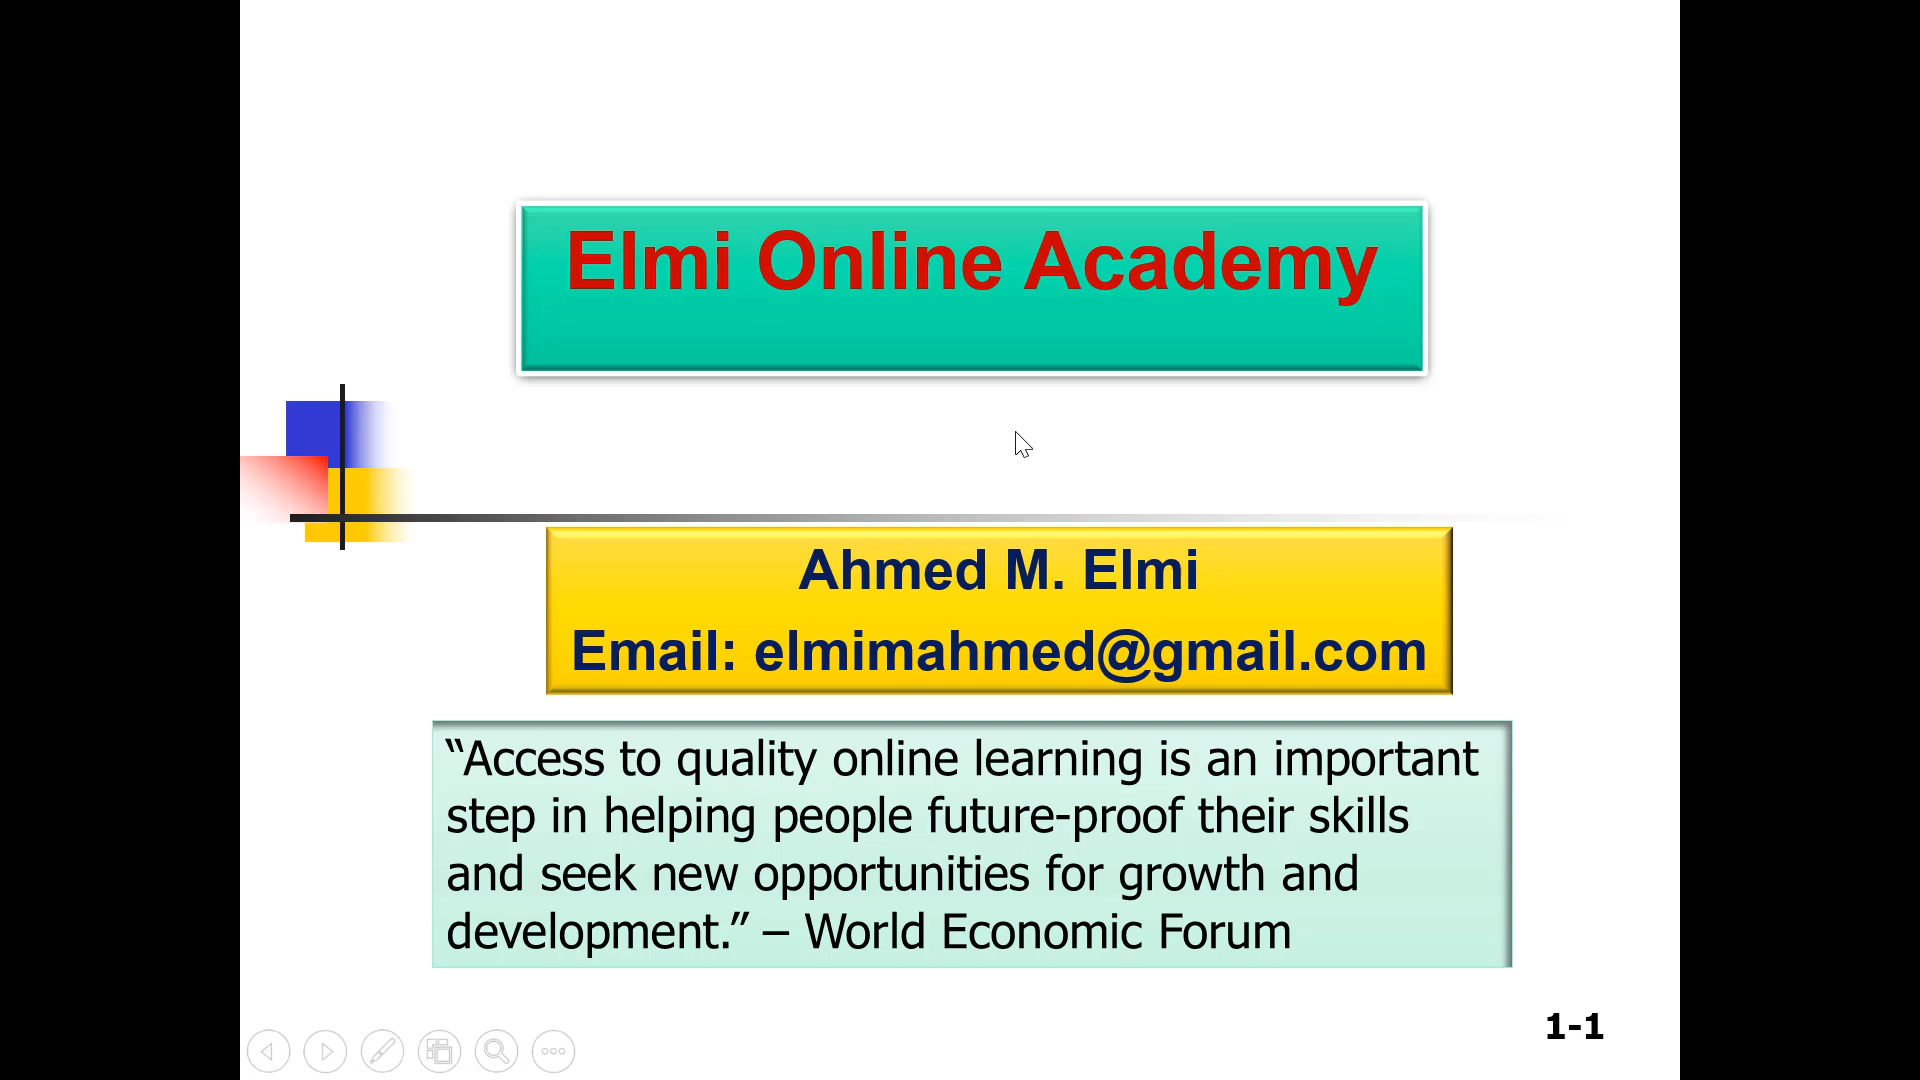 Elmi Online Academy
Ahmed M. Elmi
Email: elmimahmed@gmail.com
“Access to quality online learning is an important
step in helping people future-proof their skills
and seek new opportunities for growth and
development.” – World Economic Forum
1-1